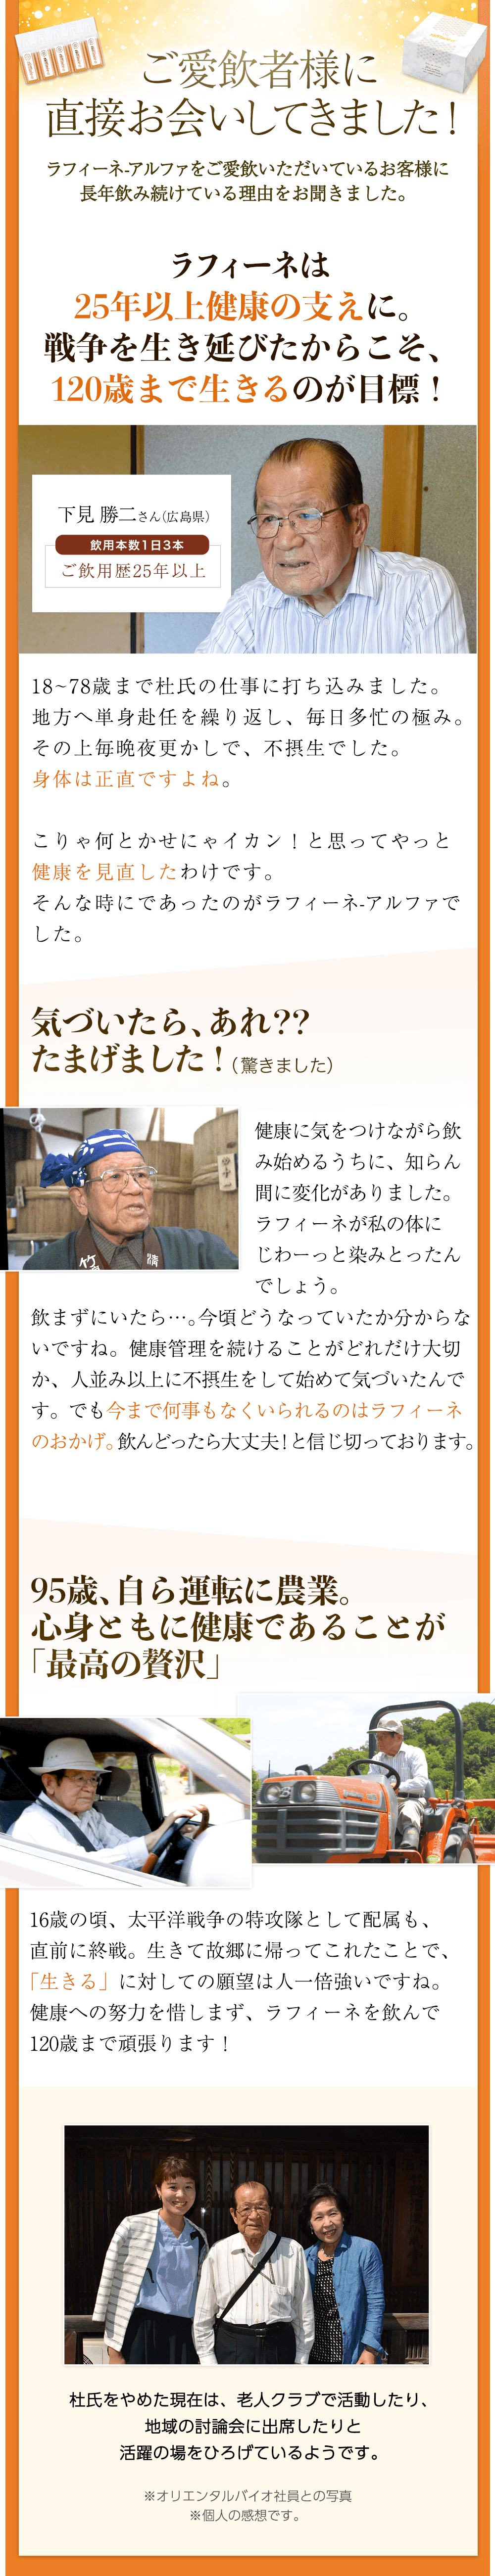 ご愛飲者様に
直接お会いしてきました！
ラフィーネ-アルファをご愛飲いただいているお客様に
長年飲み続けている理由をお聞きました。
ラフィーネは
25年以上健康の支えに。
戦争を生き延びたからこそ、
120歳まで生きるのが目標！
下見 勝二さん（広島県）
飲用本数1日3本
ご飲用歴25年以上
18~78歳まで杜氏の仕事に打ち込みました。
地方へ単身赴任を繰り返し、毎日多忙の極み。
その上毎晩夜更かしで、不摂生でした。
身体は正直ですよね。
こりゃ何とかせにゃイカン！と思ってやっと
健康を見直したわけです。
そんな時にであったのがラフィーネ-アルファで
した。
気づいたら、あれ??
たまげました！（驚きました）
健康に気をつけながら飲
み始めるうちに、知らん
間に変化がありました。
ラフィーネが私の体に
じわーっと染みとったん
でしょう。
飲まずにいたら…。今頃どうなっていたか分からな
いですね。健康管理を続けることがどれだけ大切
か、人並み以上に不摂生をして始めて気づいたんで
す。でも今まで何事もなくいられるのはラフィーネ
のおかげ。飲んどったら大丈夫！と信じ切っております。
95歳、自ら運転に農業。
心身ともに健康であることが
「最高の贅沢」
16歳の頃、太平洋戦争の特攻隊として配属も、
直前に終戦。生きて故郷に帰ってこれたことで、
「生きる」に対しての願望は人一倍強いですね。
健康への努力を惜しまず、ラフィーネを飲んで
120歳まで頑張ります！
杜氏をやめた現在は、老人クラブで活動したり、
地域の討論会に出席したりと
活躍の場をひろげているようです。
※オリエンタルバイオ社員との写真
※個人の感想です。